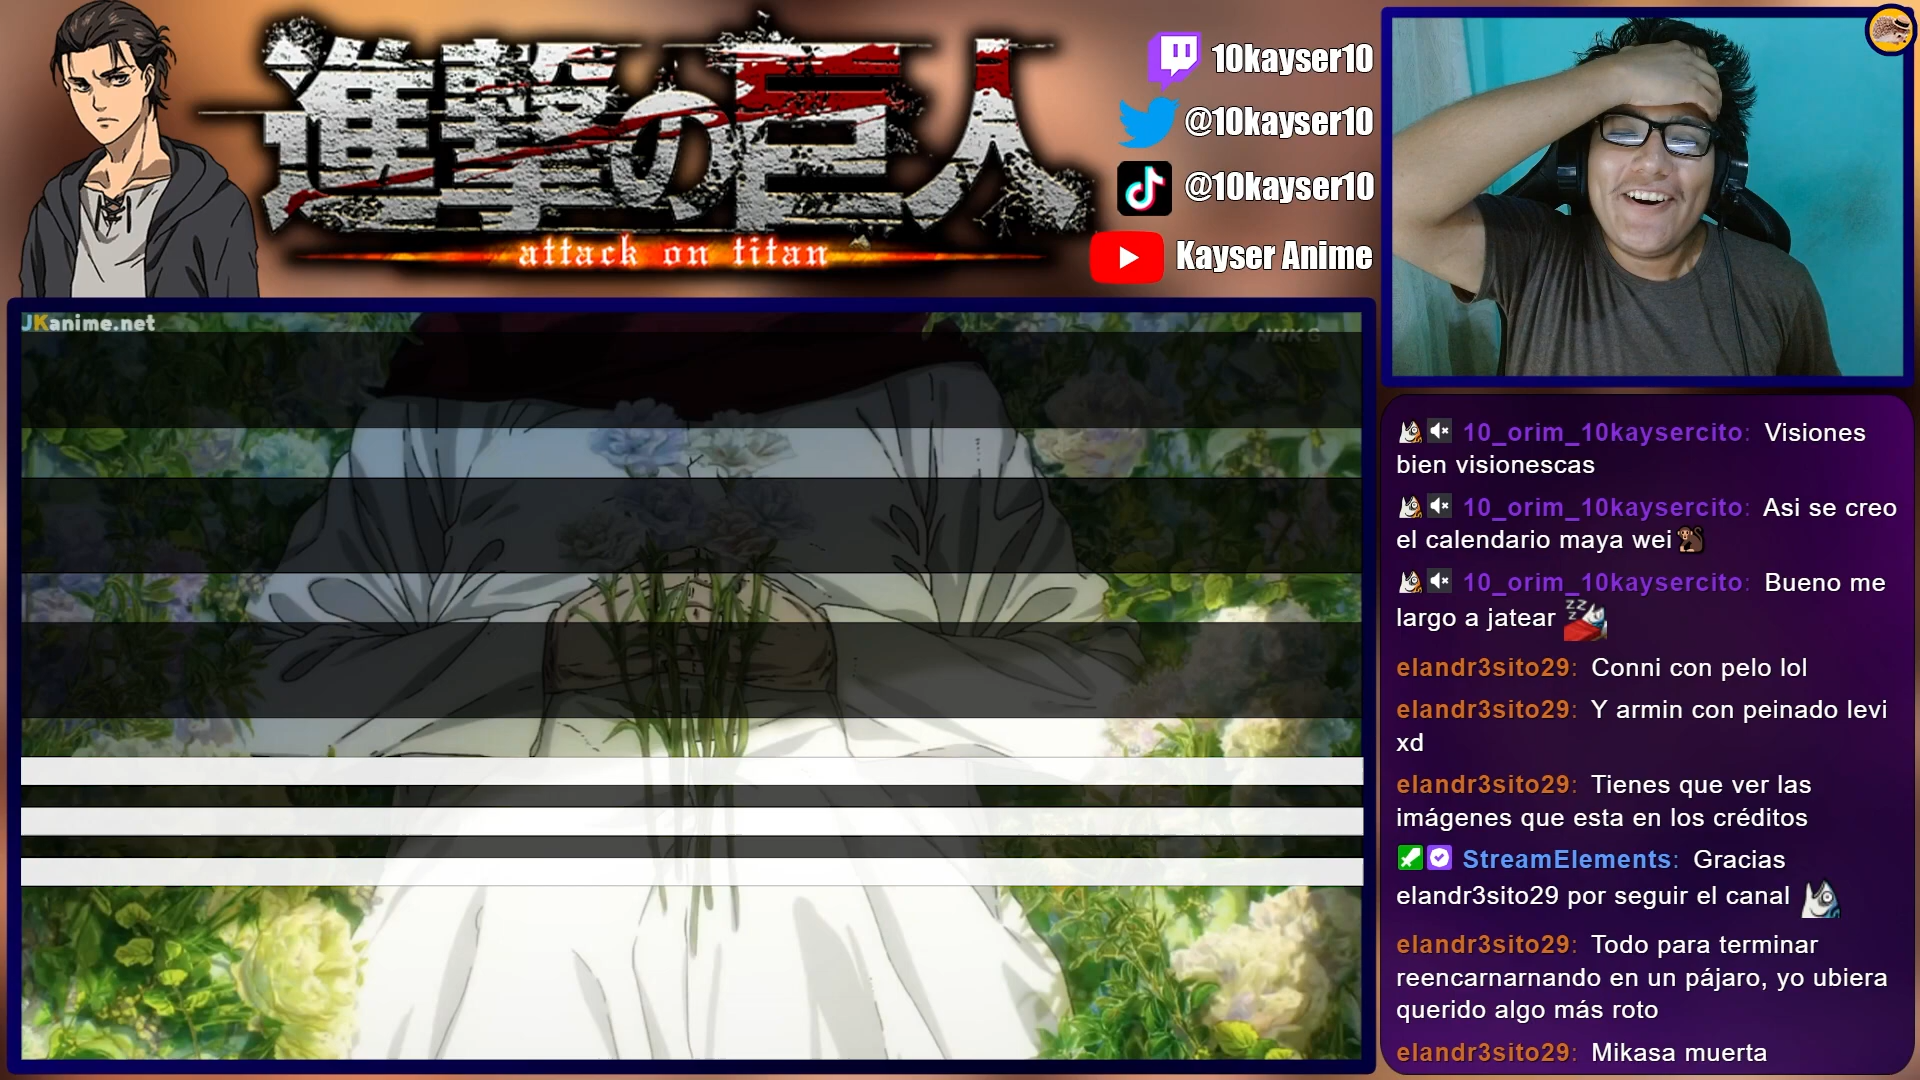 進撃の巨人
attack on titan
10kayser10
@10kayser10
@10kayser10
Kayser Anime
JKanime.net
NHK G
10_orim_10kaysercito: Visiones
bien visionescas
10_orim_10kaysercito: Asi se creo
el calendario maya wei
10_orim_10kaysercito: Bueno me
largo a jatear
elandr3sito29: Conni con pelo lol
elandr3sito29: Y armin con peinado levi
xd
elandr3sito29: Tienes que ver las
imágenes que esta en los créditos
StreamElements: Gracias
elandr3sito29 por seguir el canal
elandr3sito29: Todo para terminar
reencarnarnando en un pájaro, yo ubiera
querido algo más roto
elandr3sito29: Mikasa muerta